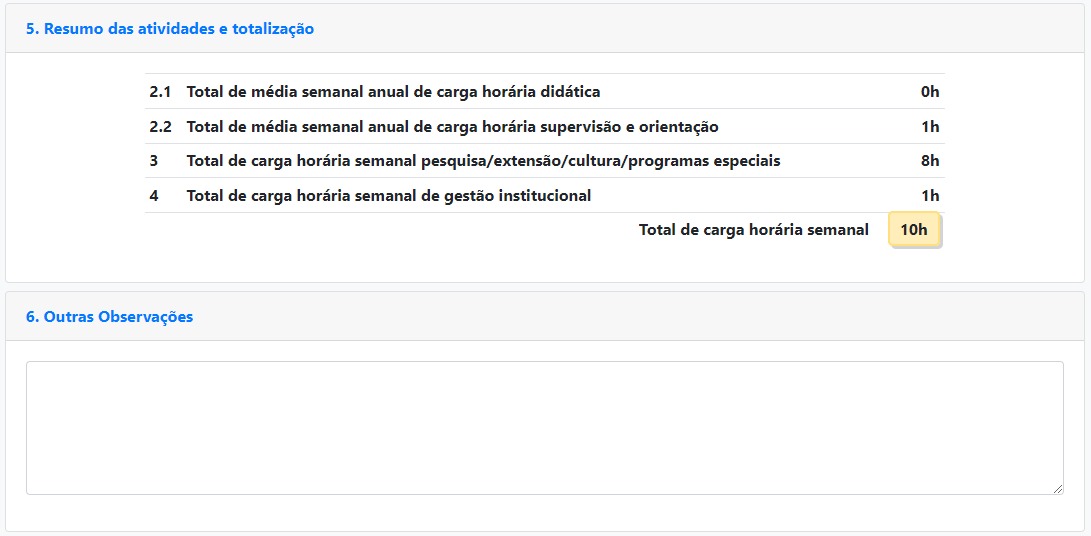 5. Resumo das atividades e totalização
2.1 Total de média semanal anual de carga horária didática 0h
2.2 Total de média semanal anual de carga horária supervisão e orientação 1h
3 Total de carga horária semanal pesquisa/extensão/cultura/programas especiais 8h
4 Total de carga horária semanal de gestão institucional 1h
Total de carga horária semanal 10h
6. Outras Observações